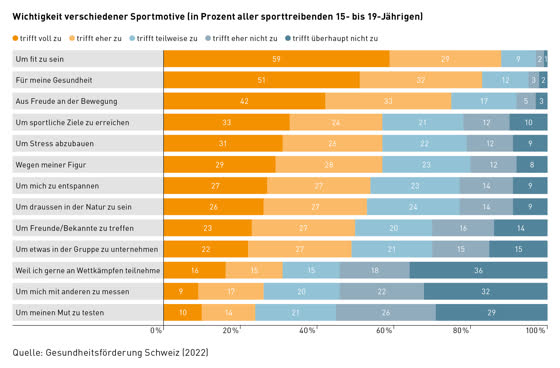 Wichtigkeit verschiedener Sportmotive (in Prozent aller sporttreibenden 15- bis 19-Jährigen)
trifft voll zu trifft eher zu trifft teilweise zu trifft eher nicht zu trifft überhaupt nicht zu
Um fit zu sein 59 29 9 2 1
Für meine Gesundheit 51 32 12 3 2
Aus Freude an der Bewegung 42 33 17 5 3
Um sportliche Ziele zu erreichen 33 24 21 12 10
Um Stress abzubauen 31 26 22 12 9
Wegen meiner Figur 29 28 23 12 8
Um mich zu entspannen 27 27 23 14 9
Um draussen in der Natur zu sein 26 27 24 14 9
Um Freunde/Bekannte zu treffen 23 27 20 16 14
Um etwas in der Gruppe zu unternehmen 22 27 21 15 15
Weil ich gerne an Wettkämpfen teilnehme 16 15 15 18 36
Um mich mit anderen zu messen 9 17 20 22 32
Um meinen Mut zu testen 10 14 21 26 29
0 % 20 % 40 % 60 % 80 % 100 %
Quelle: Gesundheitsförderung Schweiz (2022)